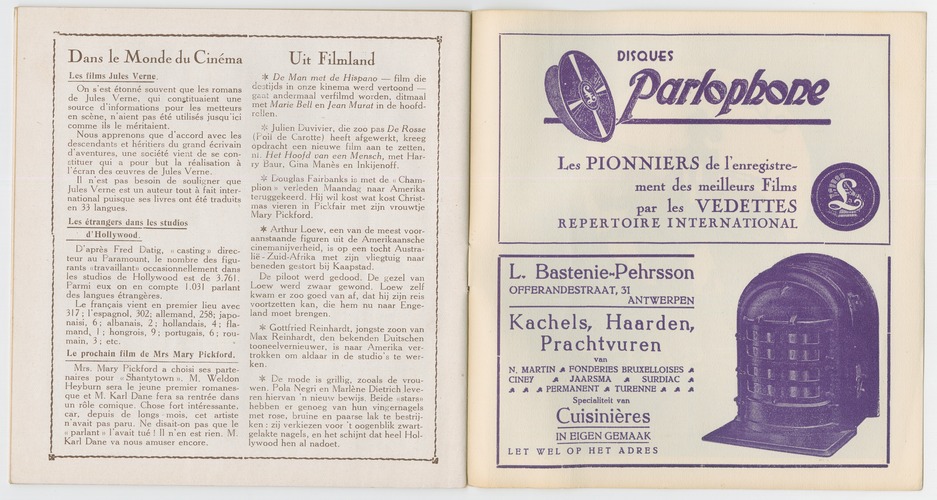 Dans le Monde du Cinéma
Les films Jules Verne.
On s'est étonné souvent que les romans
de Jules Verne, qui constituaient une
source d'informations pour les metteurs
en scène, n'aient pas été utilisés jusqu'ici
comme ils le méritaient.
Nous apprenons que d'accord avec les
descendants et héritiers du grand écrivain
d'aventures, une société vient de se con-
stituer qui a pour but la réalisation à
l'écran des œuvres de Jules Verne.
Il n'est pas besoin de souligner que
Jules Verne est un auteur tout à fait inter-
national puisque ses livres ont été traduits
en 33 langues.
Les étrangers dans les studios
d'Hollywood.
D'après Fred Datig, « casting » direc-
teur au Paramount, le nombre des figu-
rants «travaillant» occasionnellement dans
les studios de Hollywood est de 3.761.
Parmi eux on en compte 1.031 parlant
des langues étrangères.
Le français vient en premier lieu avec
317 ; l'espagnol, 302; allemand, 258; japo-
naisi, 6 ; albanais, 2 ; hollandais, 4 ; fla-
mand, 1 ; hongrois, 9 ; portugais, 6 ; rou-
main, 3 ; etc.
Le prochain film de Mrs Mary Pickford.
Mrs. Mary Pickford a choisi ses parte-
naires pour « Shantytown ». M. Weldon
Heyburn sera le jeune premier romanes-
que et M. Karl Dane fera sa rentrée dans
un rôle comique. Chose fort intéressante,
car, depuis de longs mois, cet artiste
n'avait pas paru. Ne disait-on pas que le
« parlant » l'avait tué ! Il n'en est rien. M.
Karl Dane va nous amuser encore.
Uit Filmland
* De Man met de Hispano — film die
destijds in onze kinema werd vertoond —
gaat andermaal verfilmd worden, ditmaal
met Marie Bell en Jean Murat in de hoofd-
rollen.
* Julien Duvivier, die zoo pas De Rosse
(Poil de Carotte) heeft afgewerkt, kreeg
opdracht een nieuwe film aan te zetten,
nl. Het Hoofd van een Mensch, met Har-
ry Baur, Gina Manès en Inkijenoff.
* Douglas Fairbanks is met de « Cham-
plion » verleden Maandag naar Amerika
teruggekeerd. Hij wil kost wat kost Christ-
mas vieren in Pickfair met zijn vrouwtje
Mary Pickford.
* Arthur Loew, een van de meest voor-
aanstaande figuren uit de Amerikaansche
cinemanijverheid, is op een tocht Austra-
lië - Zuid-Afrika met zijn vliegtuig naar
beneden gestort bij Kaapstad.
De piloot werd gedood. De gezel van
Loew werd zwaar gewond. Loew zelf
kwam er zoo goed van af, dat hij zijn reis
voortzetten kan, die hem nu naar Enge-
land moet brengen.
* Gottfried Reinhardt, jongste zoon van
Max Reinhardt, den bekenden Duitschen
tooneelvernieuwer, is naar Amerika ver-
trokken om aldaar in de studio's te wer-
ken.
* De mode is grillig, zooals de vrou-
wen. Pola Negri en Marlène Dietrich leve-
ren hiervan 'n nieuw bewijs. Beide «stars»
hebben er genoeg van hun vingernagels
met rose, bruine en paarse lak te bestrij-
ken : zij verkiezen voor 't oogenblik zwart-
gelakte nagels, en het schijnt dat heel Hol-
lywood hen al nadoet.
DISQUES
Parlophone
Les PIONNIERS de l'enregistre-
ment des meilleurs Films
par les VEDETTES
REPERTOIRE INTERNATIONAL
L. Bastenie-Pehrsson
OFFERANDESTRAAT, 31
ANTWERPEN
Kachels, Haarden,
Prachtvuren
van
N. MARTIN FONDERIES BRUXELLOISES
CINEY JAARSMA SURDIAC
PERMANENT TURENNE
Specialiteit van
Cuisinières
IN EIGEN GEMAAK
LET WEL OP HET ADRES